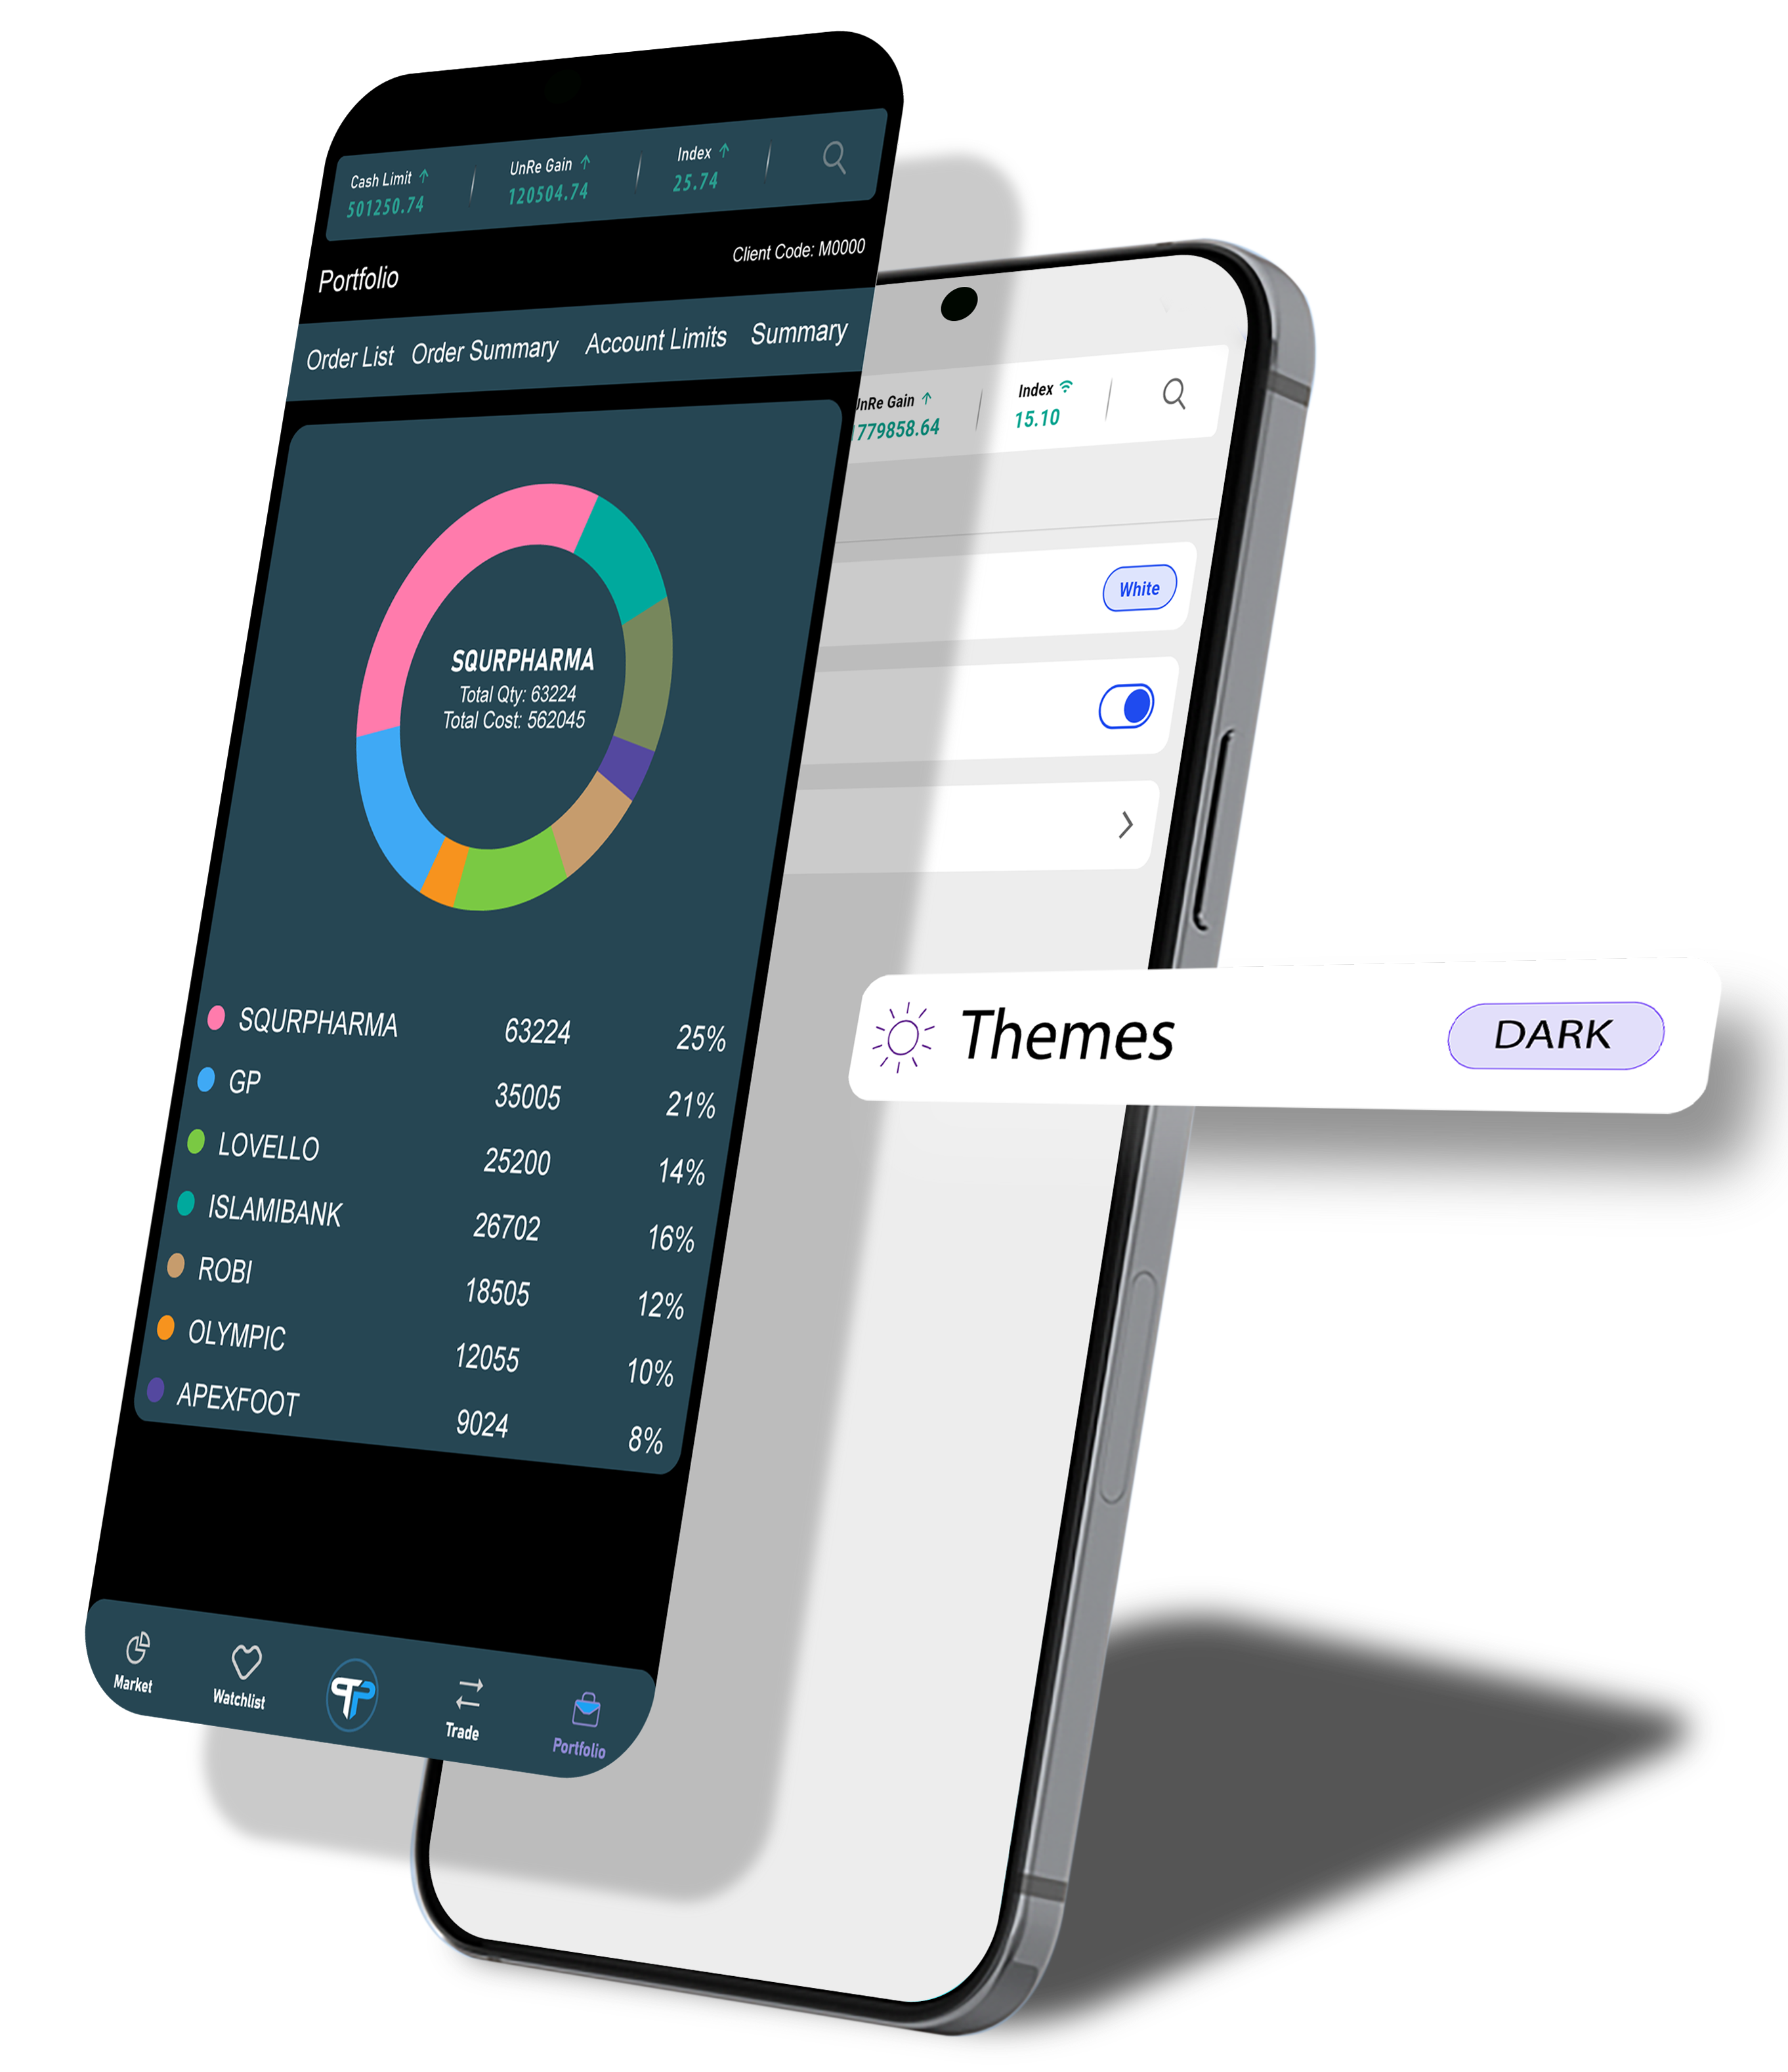 Cash Limit UnRe Gain Index
501250.74 120504.74 25.74
Portfolio Client Code: M0000
Order List Order Summary Account Limits Summary
SQURPHARMA
Total Qty: 63224
Total Cost: 562045
SQURPHARMA 63224 25%
GP 35005 21%
LOVELLO 25200 14%
ISLAMIBANK 26702 16%
ROBI 18505 12%
OLYMPIC 12055 10%
APEXFOOT 9024 8%
Market Watchlist TP Trade Portfolio
UnRe Gain Index
1779858.64 15.10
White
Themes DARK